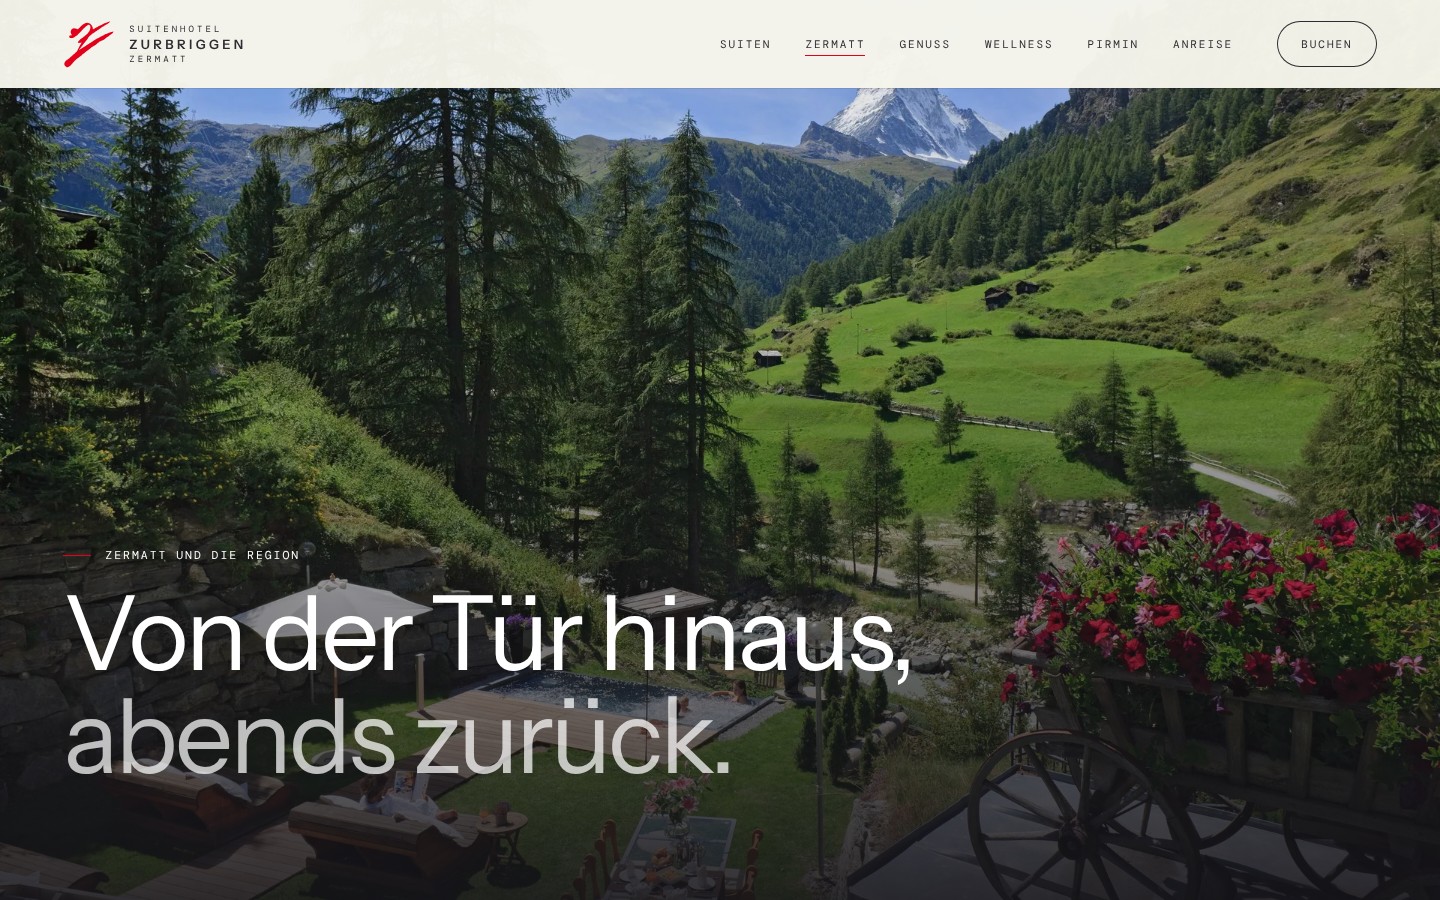 SUITENHOTEL
ZURBRIGGEN
ZERMATT
SUITEN
ZERMATT
GENUSS
WELLNESS
PIRMIN
ANREISE
BUCHEN
ZERMATT UND DIE REGION
Von der Tür hinaus,
abends zurück.